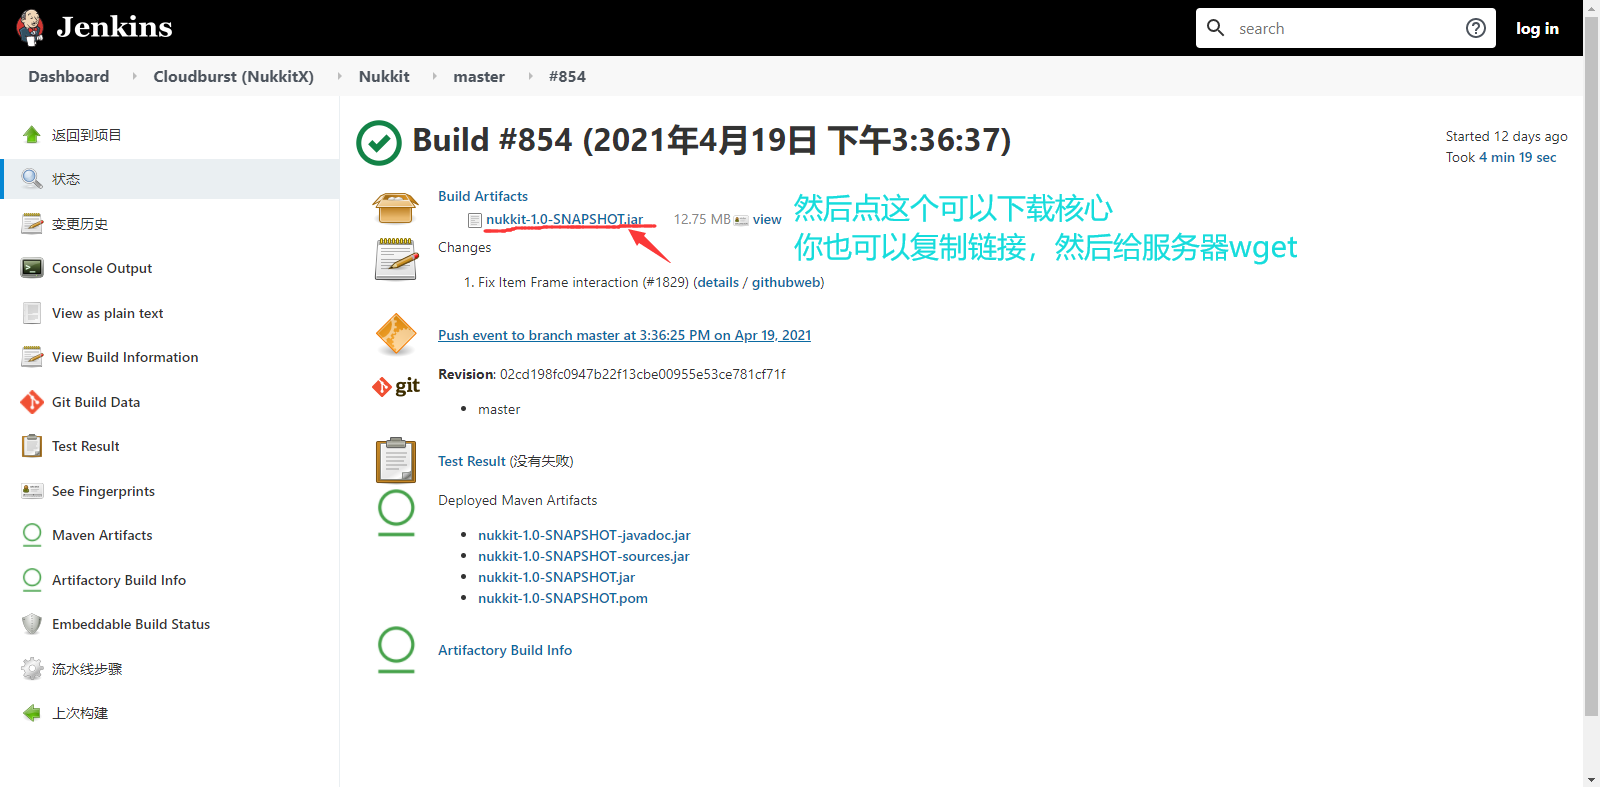 Jenkins
search
log in
Dashboard
Cloudburst (NukkitX)
Nukkit
master
#854
返回到项目
状态
变更历史
Console Output
View as plain text
View Build Information
Git Build Data
Test Result
See Fingerprints
Maven Artifacts
Artifactory Build Info
Embeddable Build Status
流水线步骤
上次构建
Build #854 (2021年4月19日 下午3:36:37)
Started 12 days ago
Took 4 min 19 sec
Build Artifacts
nukkit-1.0-SNAPSHOT.jar 12.75 MB view
然后点这个可以下载核心
你也可以复制链接，然后给服务器wget
Changes
1. Fix Item Frame interaction (#1829) (details / githubweb)
Push event to branch master at 3:36:25 PM on Apr 19, 2021
git
Revision: 02cd198fc0947b22f13cbe00955e53ce781cf71f
master
Test Result (没有失败)
Deployed Maven Artifacts
nukkit-1.0-SNAPSHOT-javadoc.jar
nukkit-1.0-SNAPSHOT-sources.jar
nukkit-1.0-SNAPSHOT.jar
nukkit-1.0-SNAPSHOT.pom
Artifactory Build Info